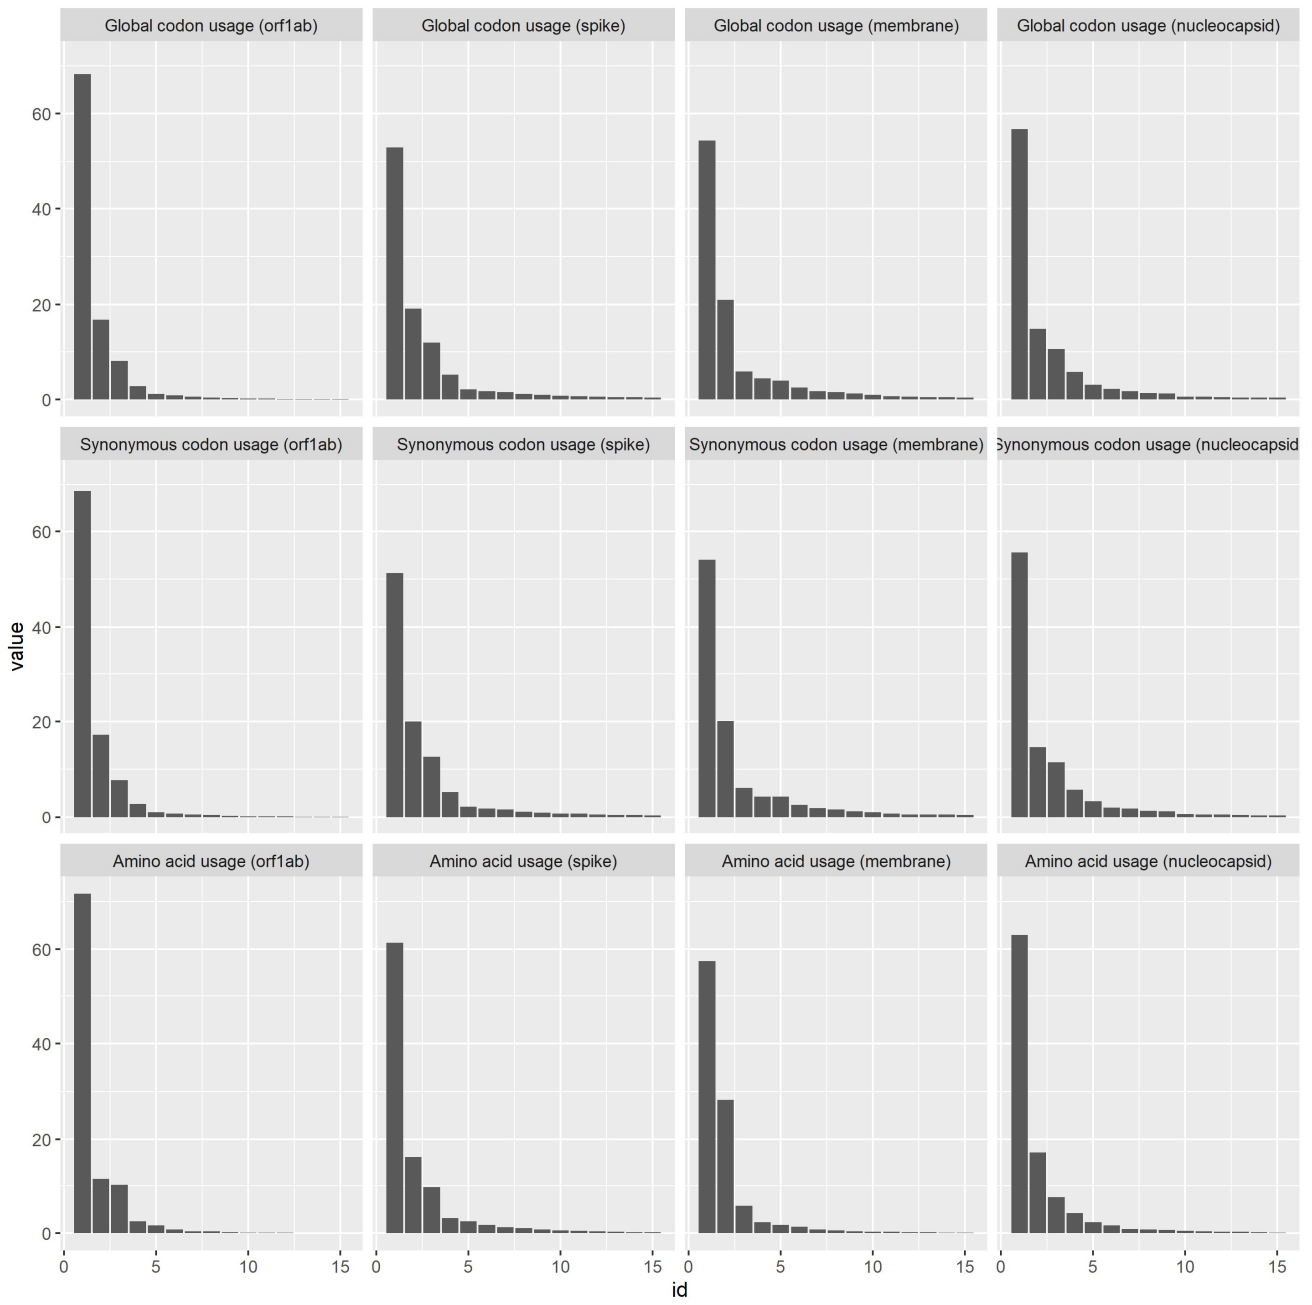 Global codon usage (orf1ab) Global codon usage (spike) Global codon usage (membrane) Global codon usage (nucleocapsid)
60
40
20
0
Synonymous codon usage (orf1ab) Synonymous codon usage (spike) Synonymous codon usage (membrane) Synonymous codon usage (nucleocapsid
60
40
20
0
value
Amino acid usage (orf1ab) Amino acid usage (spike) Amino acid usage (membrane) Amino acid usage (nucleocapsid)
60
40
20
0
0 5 10 15 0 5 10 15 0 5 10 15 0 5 10 15
id